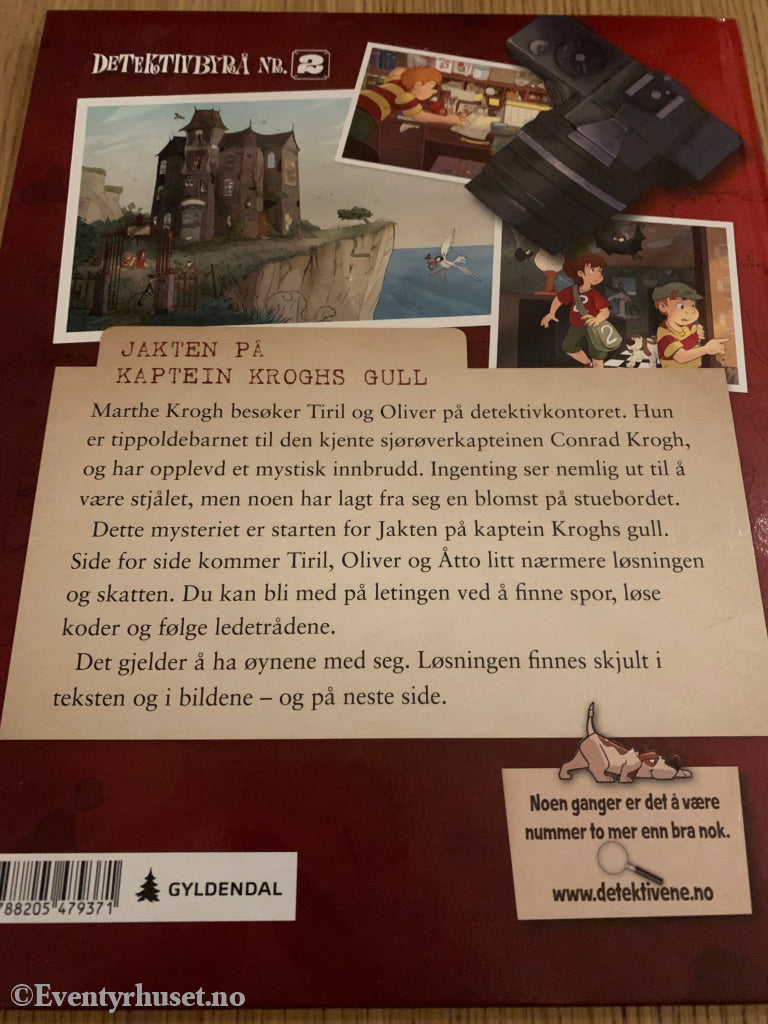 DETEKTIVBYRÅ NR. 2
2
JAKTEN PÅ
KAPTEIN KROGHS GULL
Marthe Krogh besøker Tiril og Oliver på detektivkontoret. Hun
er tippoldebarnet til den kjente sjørøverkapteinen Conrad Krogh,
og har opplevd et mystisk innbrudd. Ingenting ser nemlig ut til å
være stjålet, men noen har lagt fra seg en blomst på stuebordet.
Dette mysteriet er starten for Jakten på kaptein Kroghs gull.
Side for side kommer Tiril, Oliver og Åtto litt nærmere løsningen
og skatten. Du kan bli med på letingen ved å finne spor, løse
koder og følge ledetrådene.
Det gjelder å ha øynene med seg. Løsningen finnes skjult i
teksten og i bildene – og på neste side.
Noen ganger er det å være
nummer to mer enn bra nok.
www.detektivene.no
788205 479371
GYLDENDAL
©Eventyrhuset.no